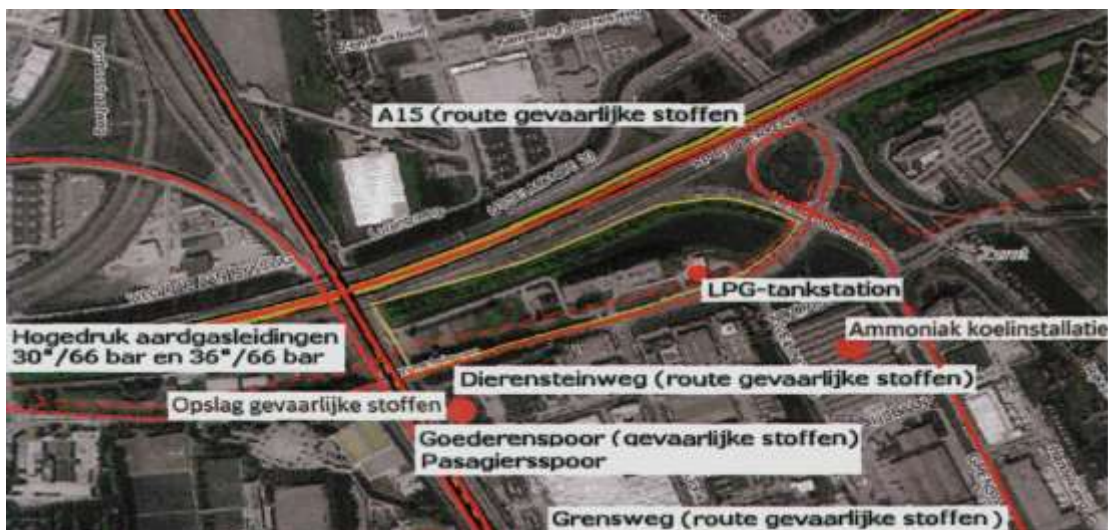 A15 (route gevaarlijke stoffen
LPG-tankstation
Ammoniak koelinstallatie
Hogedruk aardgasleidingen
30"/66 bar en 36"/66 bar
Dierensteinweg (route gevaarlijke stoffen)
Opslag gevaarlijke stoffen
Goederenspoor (gevaarlijke stoffen)
Pasagiersspoor
Grensweg (route gevaarlijke stoffen )